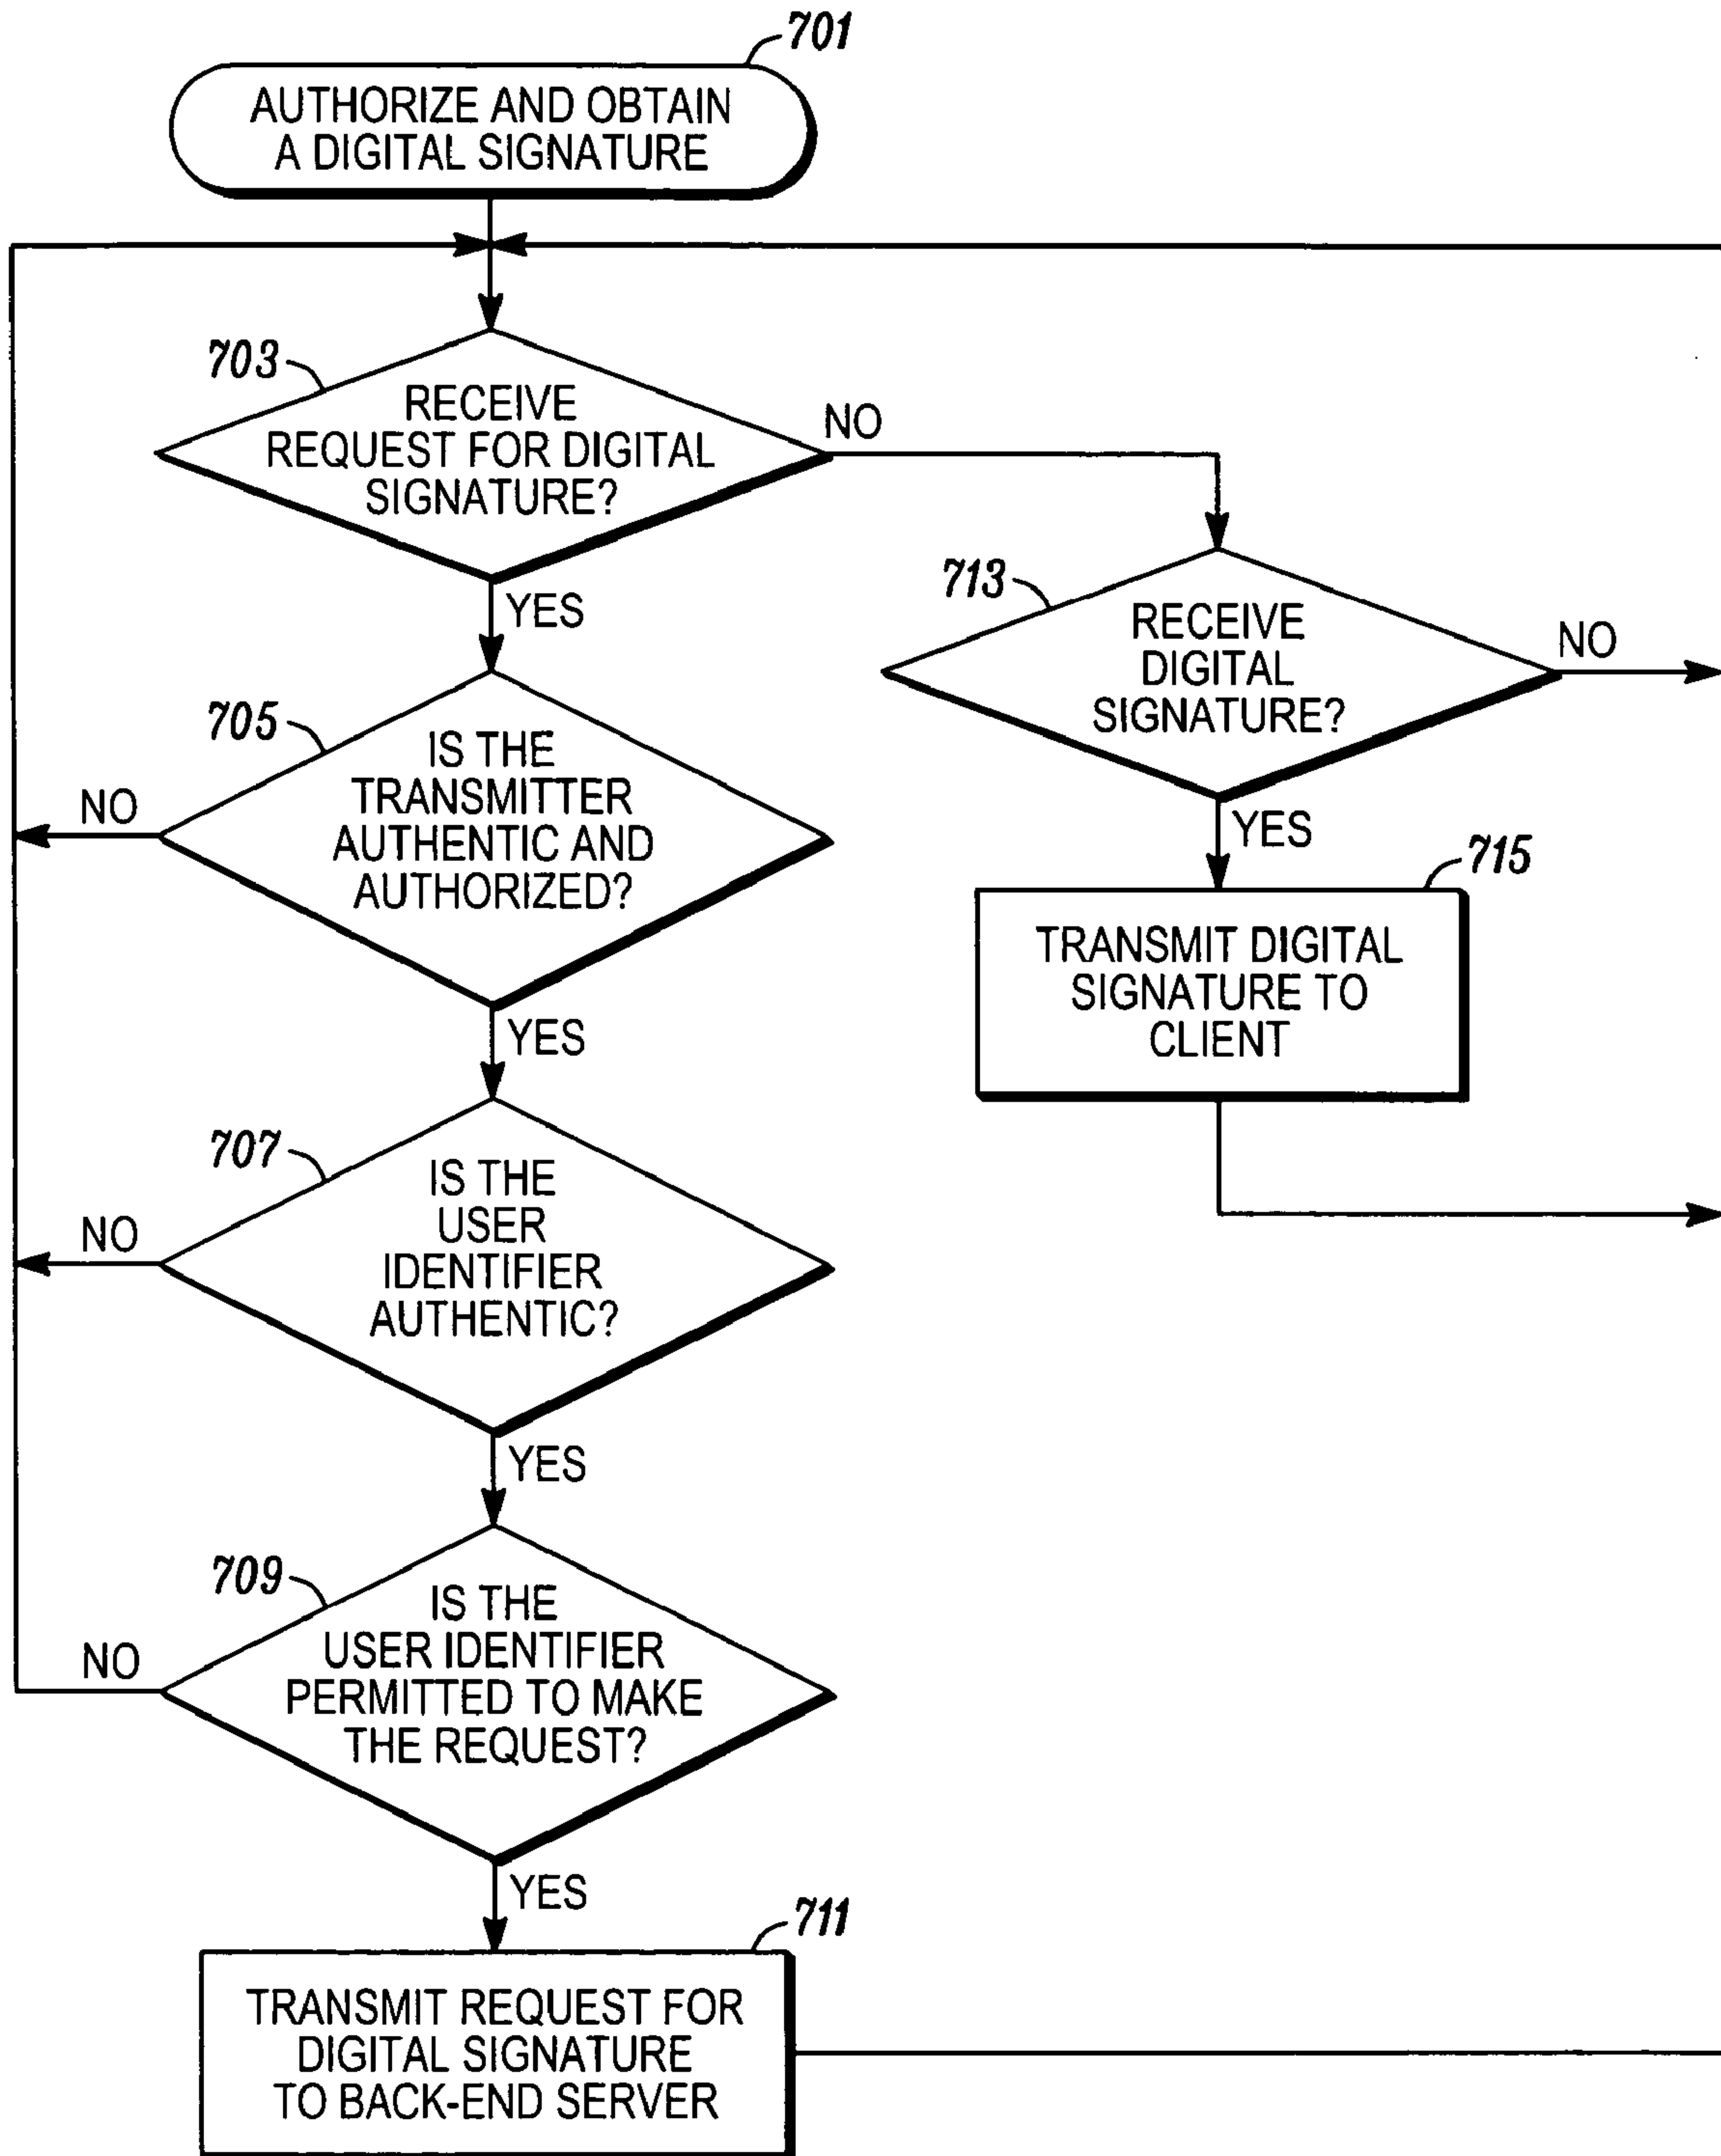 701
AUTHORIZE AND OBTAIN
A DIGITAL SIGNATURE
703
RECEIVE
REQUEST FOR DIGITAL
SIGNATURE?
NO
YES
713
RECEIVE
DIGITAL
SIGNATURE?
NO
YES
705
IS THE
TRANSMITTER
AUTHENTIC AND
AUTHORIZED?
NO
YES
715
TRANSMIT DIGITAL
SIGNATURE TO
CLIENT
707
IS THE
USER
IDENTIFIER
AUTHENTIC?
NO
YES
709
IS THE
USER IDENTIFIER
PERMITTED TO MAKE
THE REQUEST?
NO
YES
711
TRANSMIT REQUEST FOR
DIGITAL SIGNATURE
TO BACK-END SERVER